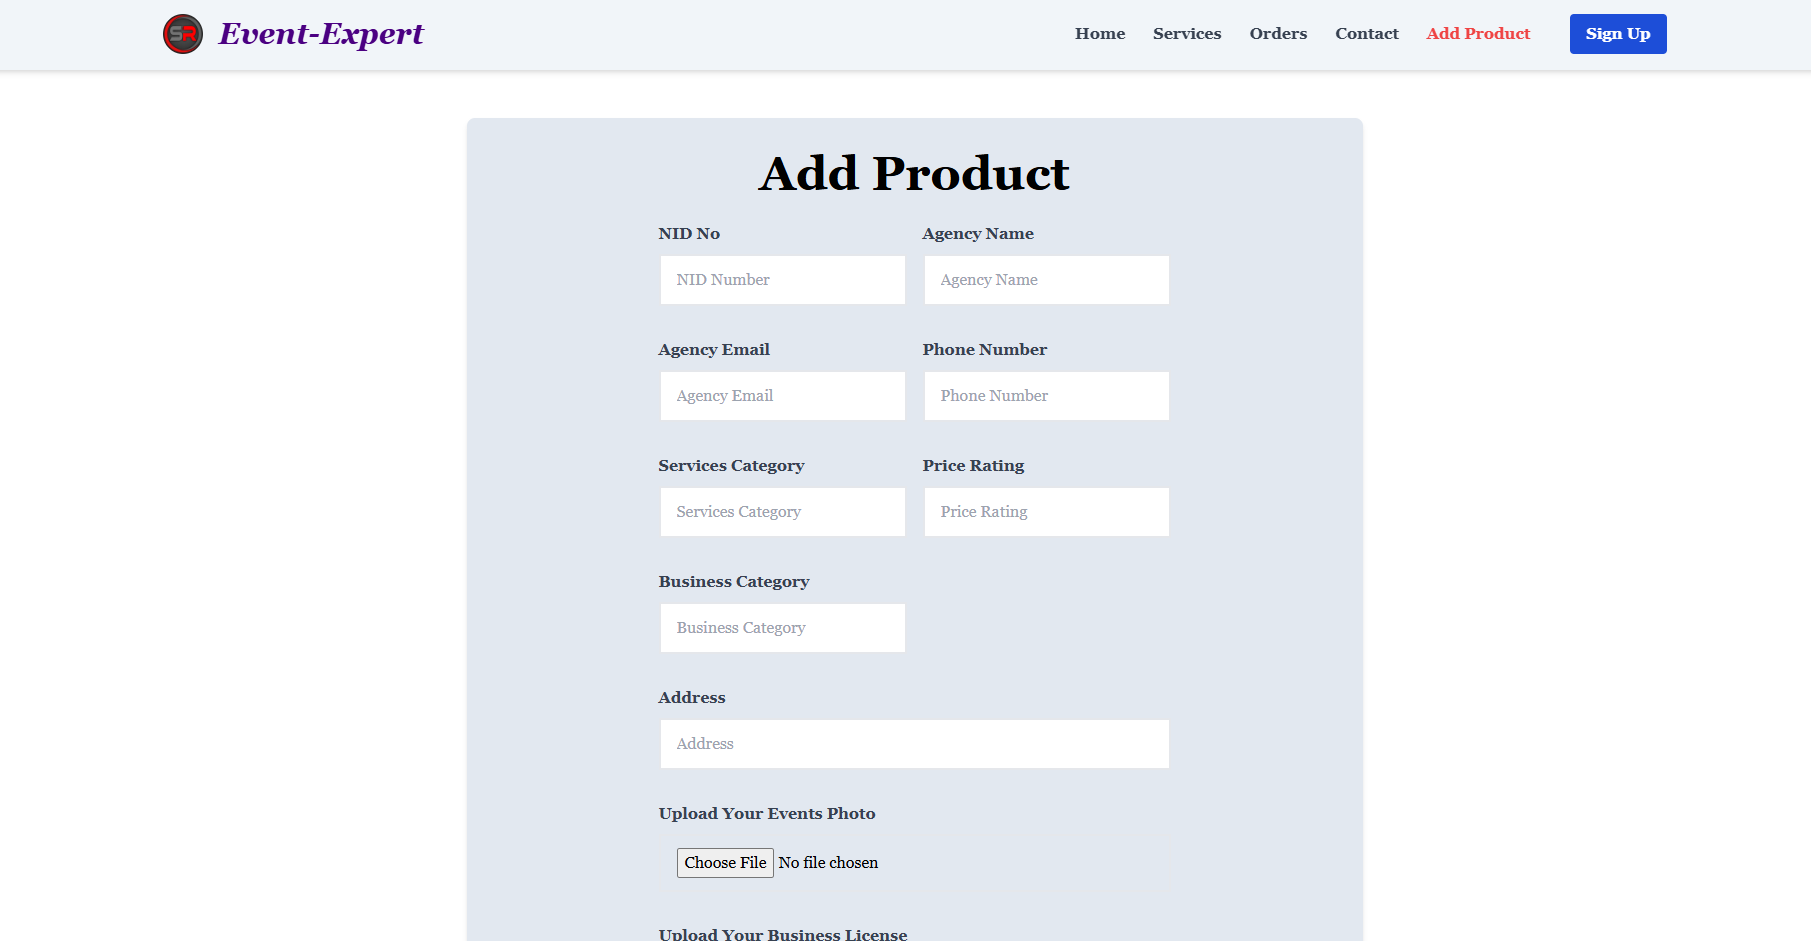 SR Event-Expert Home Services Orders Contact Add Product Sign Up
Add Product
NID No Agency Name
NID Number Agency Name
Agency Email Phone Number
Agency Email Phone Number
Services Category Price Rating
Services Category Price Rating
Business Category
Business Category
Address
Address
Upload Your Events Photo
Choose File No file chosen
Upload Your Business License